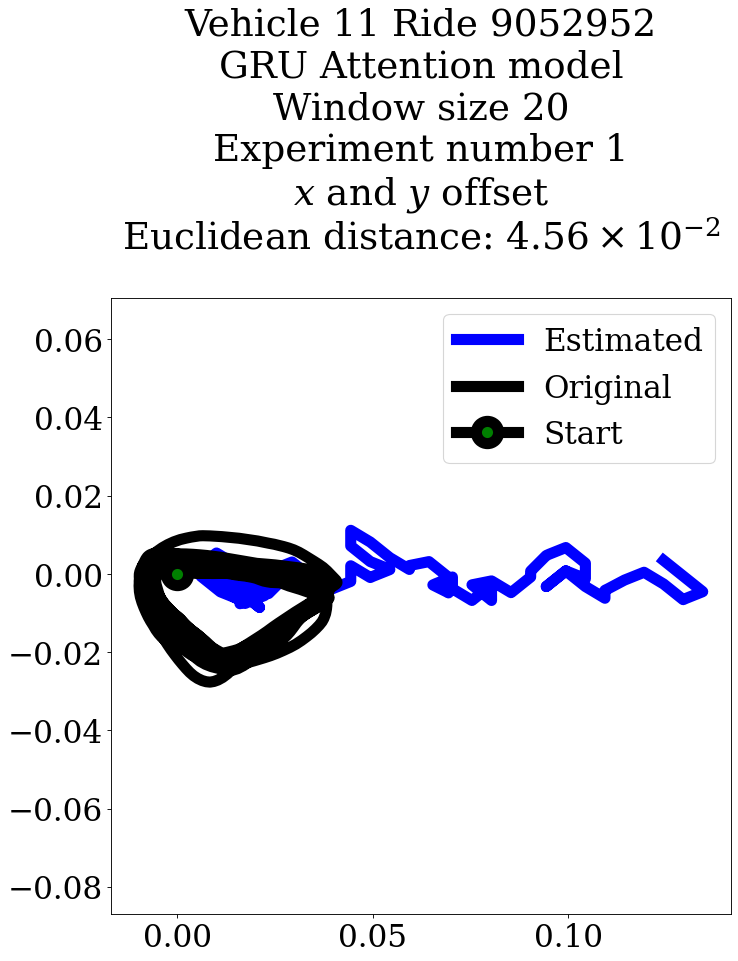 Vehicle 11 Ride 9052952
GRU Attention model
Window size 20
Experiment number 1
x and y offset
Euclidean distance: 4.56 × 10⁻²
Estimated
Original
Start
0.06
0.04
0.02
0.00
−0.02
−0.04
−0.06
−0.08
0.00 0.05 0.10